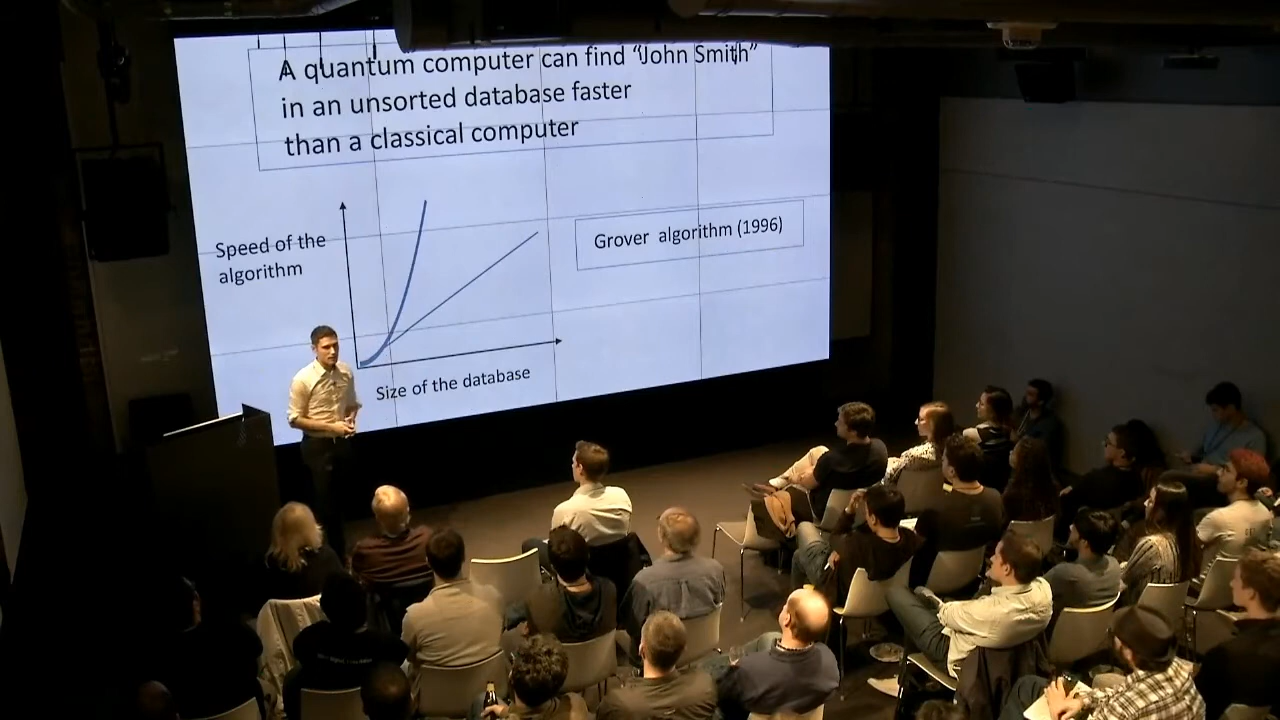 A quantum computer can find “John Smith”
in an unsorted database faster
than a classical computer
Speed of the
algorithm
Grover algorithm (1996)
Size of the database